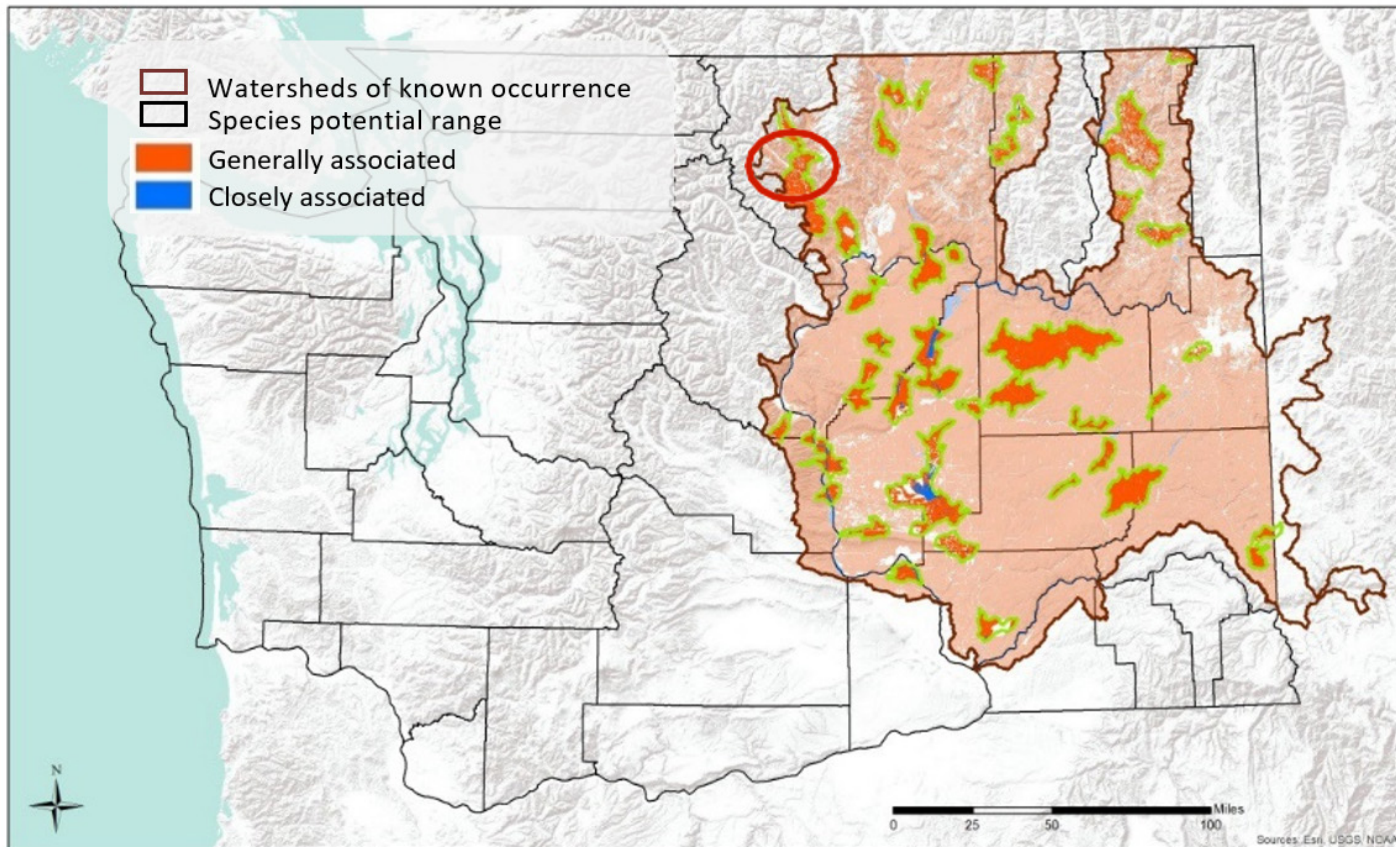 Watersheds of known occurrence
Species potential range
Generally associated
Closely associated
N
Miles
0 25 50 100
Sources: Esri, USGS, NOAA